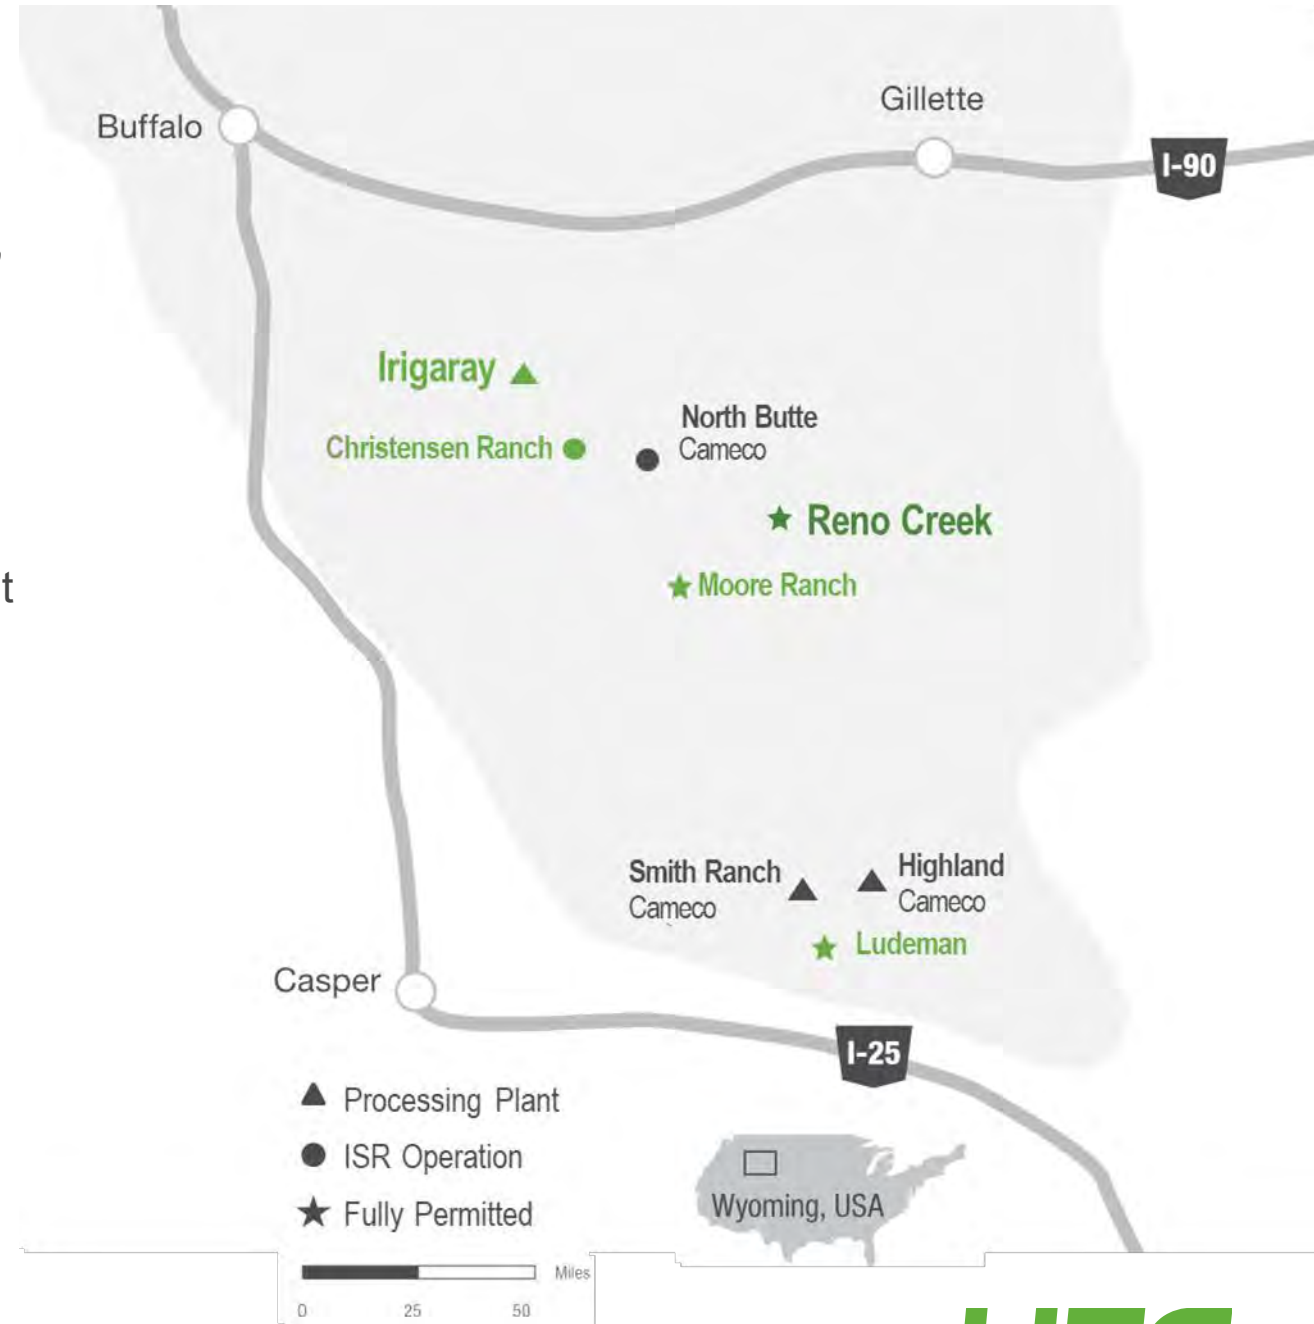 Buffalo
Gillette
I-90
Irigaray
North Butte
Christensen Ranch
Cameco
Reno Creek
t
Moore Ranch
Smith Ranch
Highland
Cameco
Cameco
Ludeman
Casper
I-25
Processing Plant
ISR Operation
Wyoming, USA
Fully Permitted
Miles
0 25 50